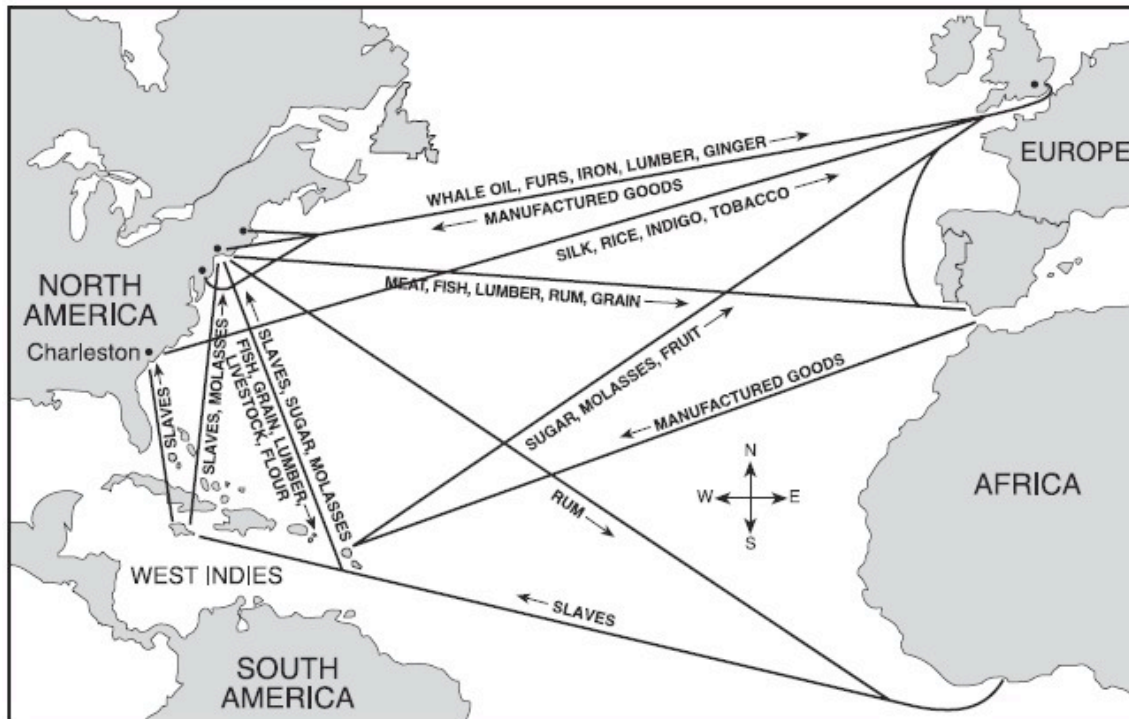 EUROPE
WHALE OIL, FURS, IRON, LUMBER, GINGER
MANUFACTURED GOODS
SILK, RICE, INDIGO, TOBACCO
NORTH
AMERICA
MEAT, FISH, LUMBER, RUM, GRAIN
Charleston
SLAVES
SLAVES, MOLASSES
FISH, GRAIN, LUMBER,
LIVESTOCK, FLOUR
SLAVES, SUGAR, MOLASSES
SUGAR, MOLASSES, FRUIT
MANUFACTURED GOODS
N
W E
S
AFRICA
RUM
WEST INDIES
SLAVES
SOUTH
AMERICA